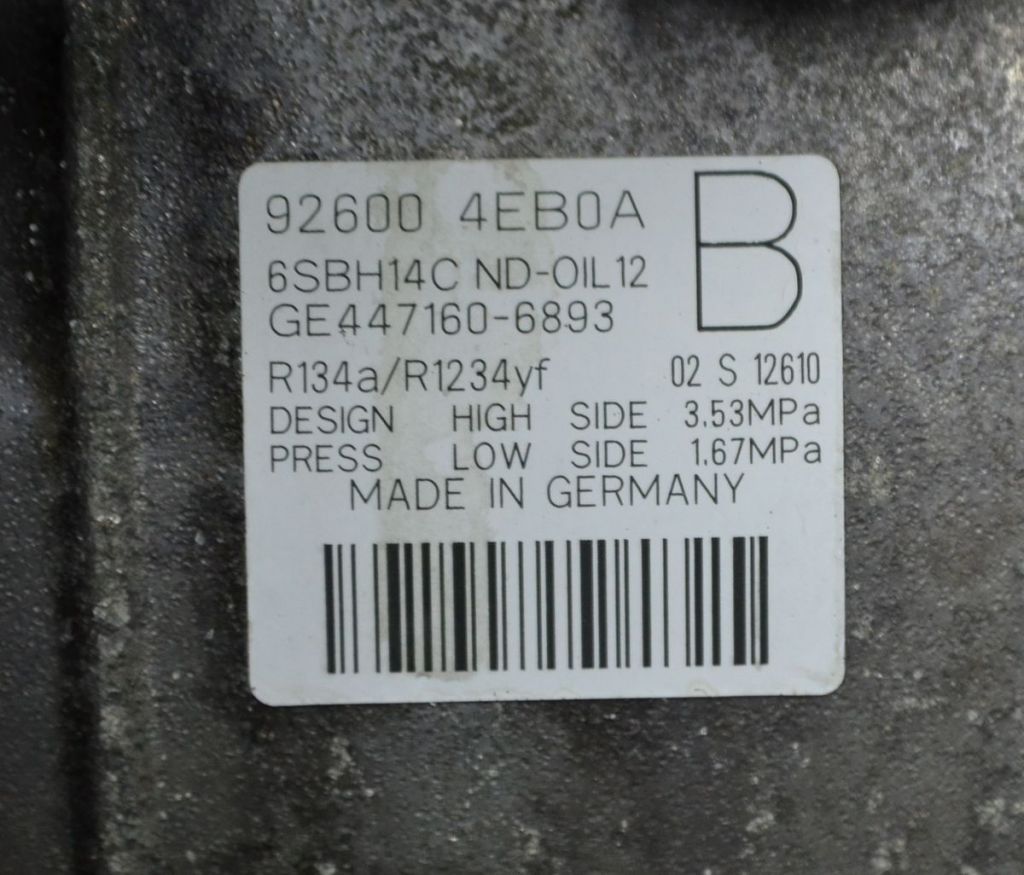 92600 4EB0A
B
6SBH14C ND-OIL12
GE447160-6893
R134a/R1234yf 02 S 12610
DESIGN HIGH SIDE 3.53MPa
PRESS LOW SIDE 1.67MPa
MADE IN GERMANY